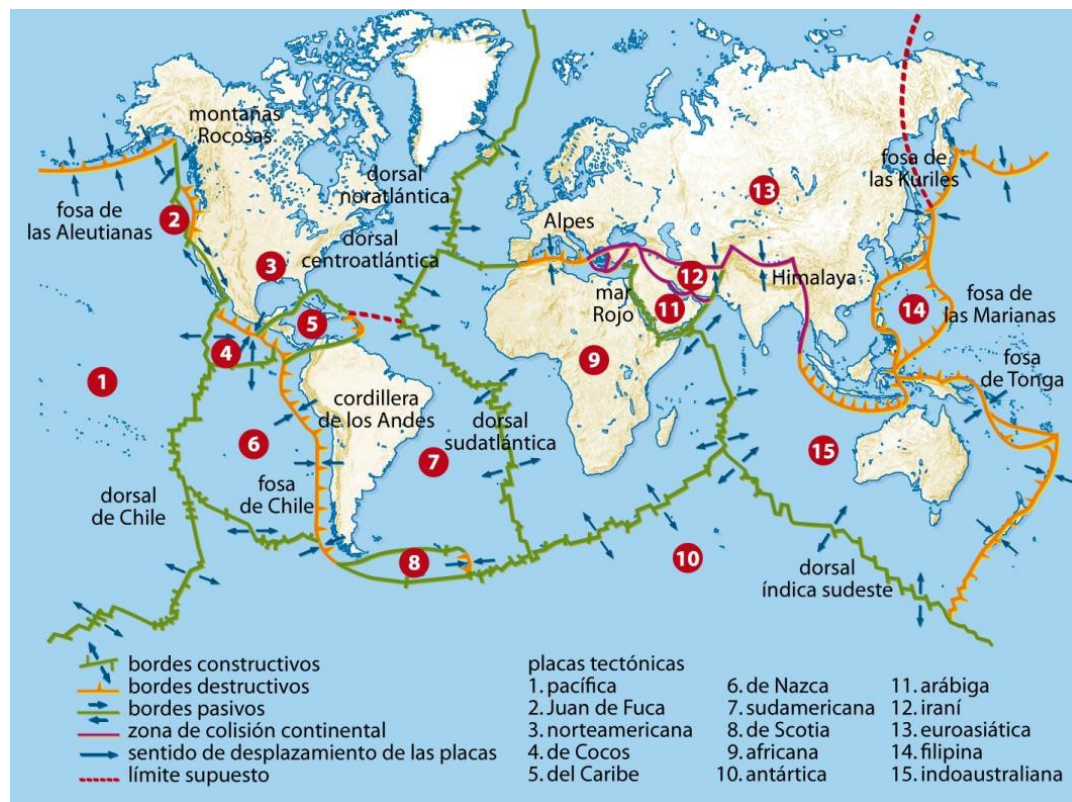 montañas
Rocosas
fosa de
las Aleutianas
dorsal
noratlántica
dorsal
centroatlántica
Alpes
mar
Rojo
Himalaya
fosa de
las Kuriles
fosa de
las Marianas
fosa
de Tonga
cordillera
de los Andes
dorsal
sudatlántica
dorsal
de Chile
fosa
de Chile
dorsal
índica sudeste
1
2
3
4
5
6
7
8
9
10
11
12
13
14
15
bordes constructivos
bordes destructivos
bordes pasivos
zona de colisión continental
sentido de desplazamiento de las placas
límite supuesto
placas tectónicas
1. pacífica
2. Juan de Fuca
3. norteamericana
4. de Cocos
5. del Caribe
6. de Nazca
7. sudamericana
8. de Scotia
9. africana
10. antártica
11. arábiga
12. iraní
13. euroasiática
14. filipina
15. indoaustraliana